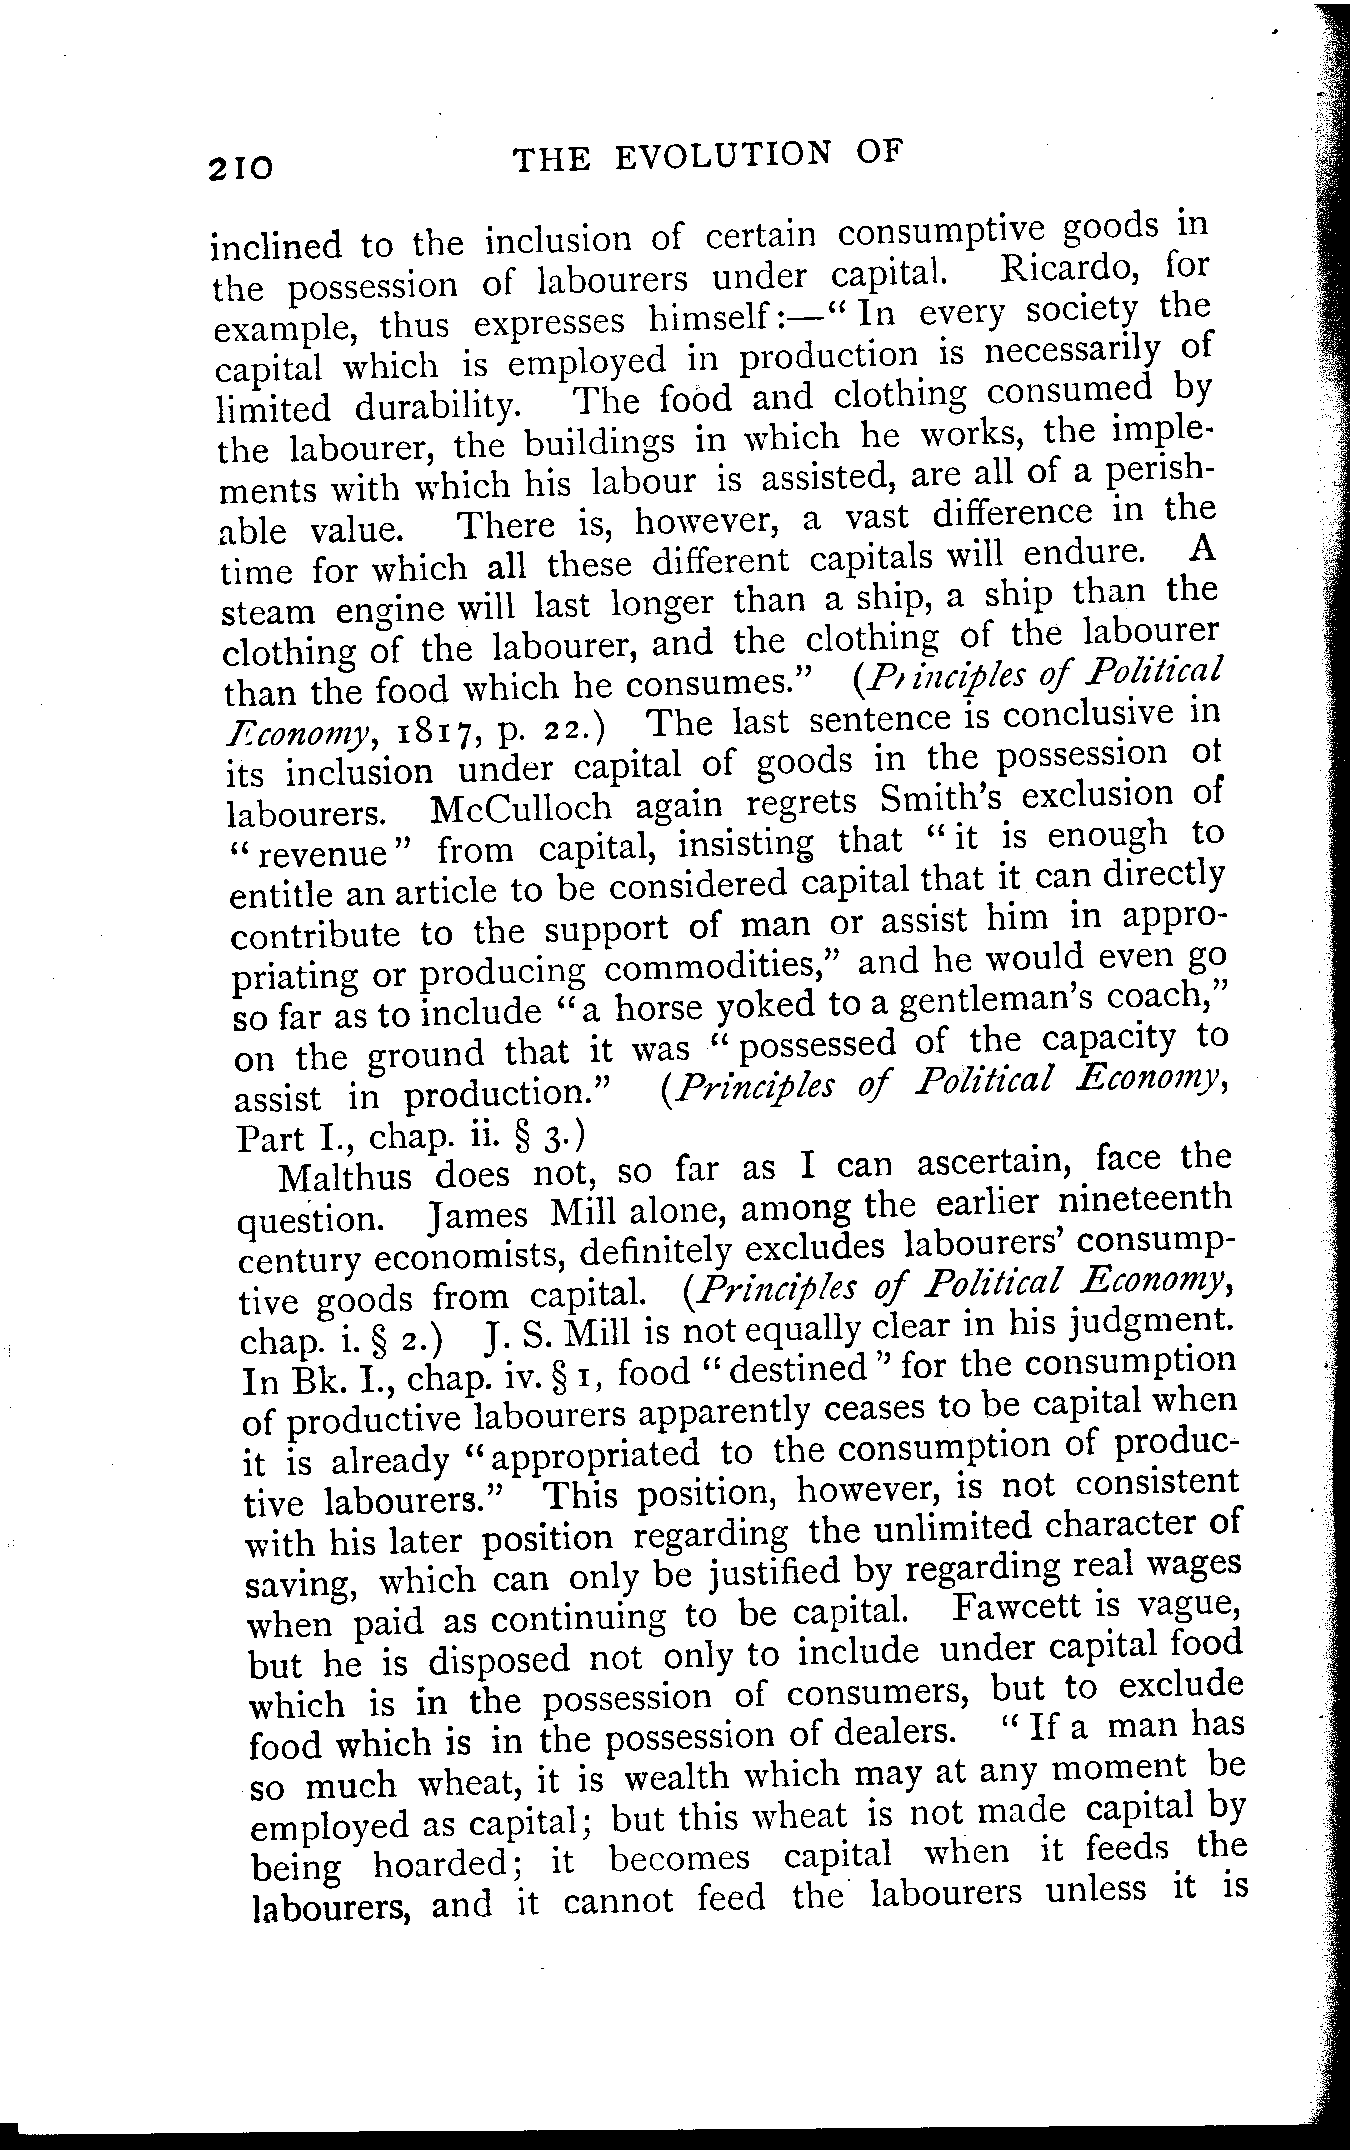 210 THE EVOLUTION OF
inclined to the inclusion of certain consumptive goods in
the possession of labourers under capital. Ricardo, for
example, thus expresses himself:—“ In every society the
capital which is employed in production is necessarily of
limited durability. The food and clothing consumed by
the labourer, the buildings in which he works, the imple-
ments with which his labour is assisted, are all of a perish-
able value. There is, however, a vast difference in the
time for which all these different capitals will endure. A
steam engine will last longer than a ship, a ship than the
clothing of the labourer, and the clothing of the labourer
than the food which he consumes.” (Principles of Political
Economy, 1817, p. 22.) The last sentence is conclusive in
its inclusion under capital of goods in the possession of
labourers. McCulloch again regrets Smith's exclusion of
“ revenue ” from capital, insisting that “ it is enough to
entitle an article to be considered capital that it can directly
contribute to the support of man or assist him in appro-
priating or producing commodities,” and he would even go
so far as to include “ a horse yoked to a gentleman's coach,”
on the ground that it was “ possessed of the capacity to
assist in production.” (Principles of Political Economy,
Part I., chap. ii. § 3.)
Malthus does not, so far as I can ascertain, face the
question. James Mill alone, among the earlier nineteenth
century economists, definitely excludes labourers' consump-
tive goods from capital. (Principles of Political Economy,
chap. i. § 2.) J. S. Mill is not equally clear in his judgment.
In Bk. I., chap. iv. § 1, food “ destined ” for the consumption
of productive labourers apparently ceases to be capital when
it is already “ appropriated to the consumption of produc-
tive labourers.” This position, however, is not consistent
with his later position regarding the unlimited character of
saving, which can only be justified by regarding real wages
when paid as continuing to be capital. Fawcett is vague,
but he is disposed not only to include under capital food
which is in the possession of consumers, but to exclude
food which is in the possession of dealers. “ If a man has
so much wheat, it is wealth which may at any moment be
employed as capital; but this wheat is not made capital by
being hoarded; it becomes capital when it feeds the
labourers, and it cannot feed the labourers unless it is